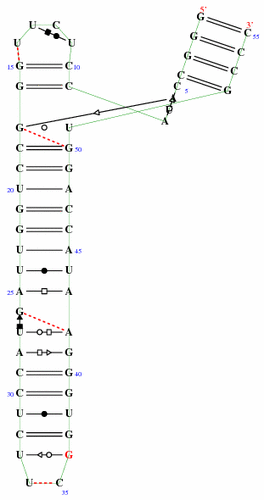 5'
G 3'
U C C
55
G
U U C
G
15 G C 10 C
C G
G C 5
A
A
G U
C G 50
C G
20 U A
G C
G C
U A 45
U U
A A
25
G
U A
A G
C G 40
C G
30
U U
C G
U G
U C
35